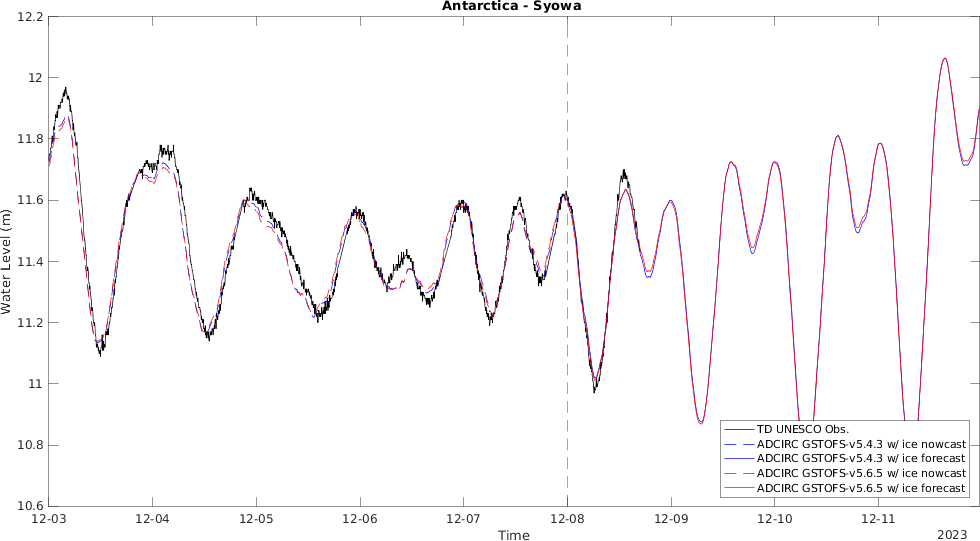 Antarctica - Syowa
12.2
12
11.8
11.6
11.4
11.2
11
10.8
10.6
Water Level (m)
TD UNESCO Obs.
ADCIRC GSTOFS-v5.4.3 w/ ice nowcast
ADCIRC GSTOFS-v5.4.3 w/ ice forecast
ADCIRC GSTOFS-v5.6.5 w/ ice nowcast
ADCIRC GSTOFS-v5.6.5 w/ ice forecast
12-03 12-04 12-05 12-06 12-07 12-08 12-09 12-10 12-11
Time
2023